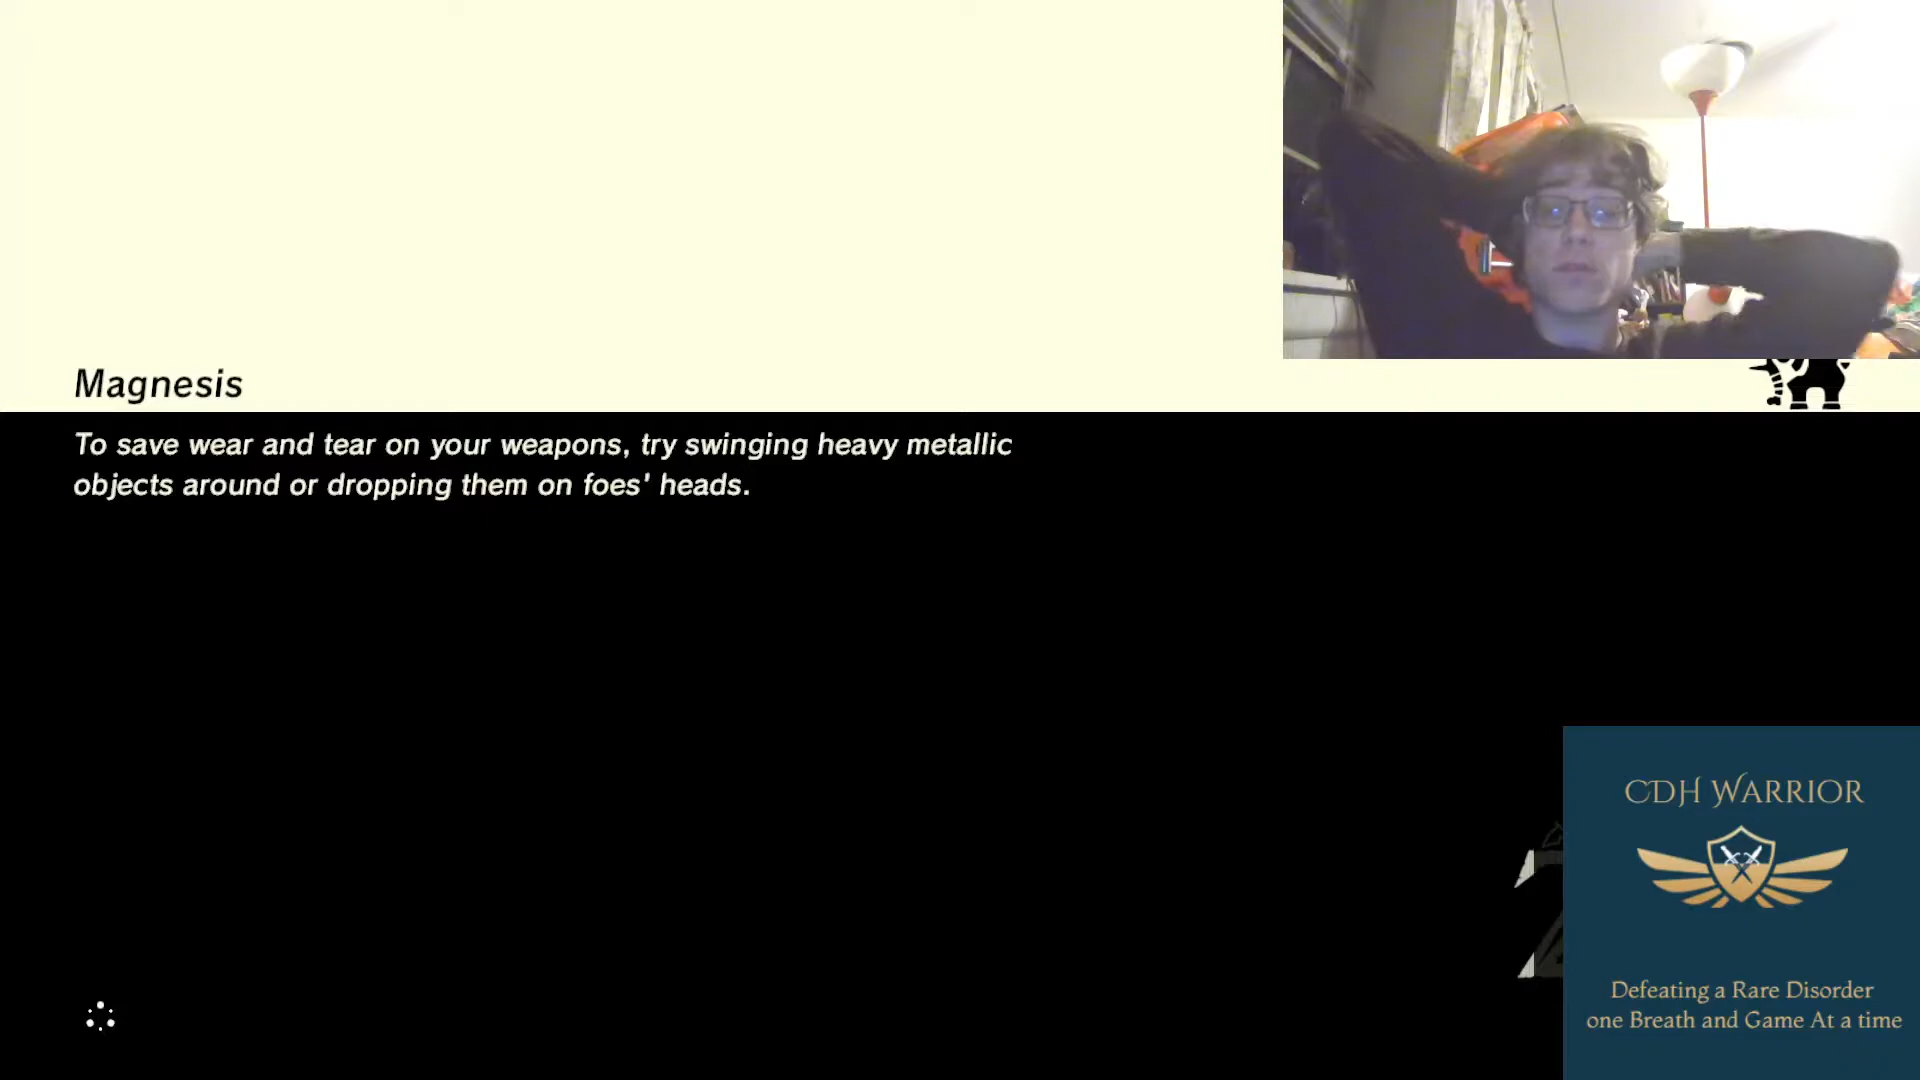 Magnesis
To save wear and tear on your weapons, try swinging heavy metallic
objects around or dropping them on foes' heads.
CDH WARRIOR
Defeating a Rare Disorder
one Breath and Game At a time